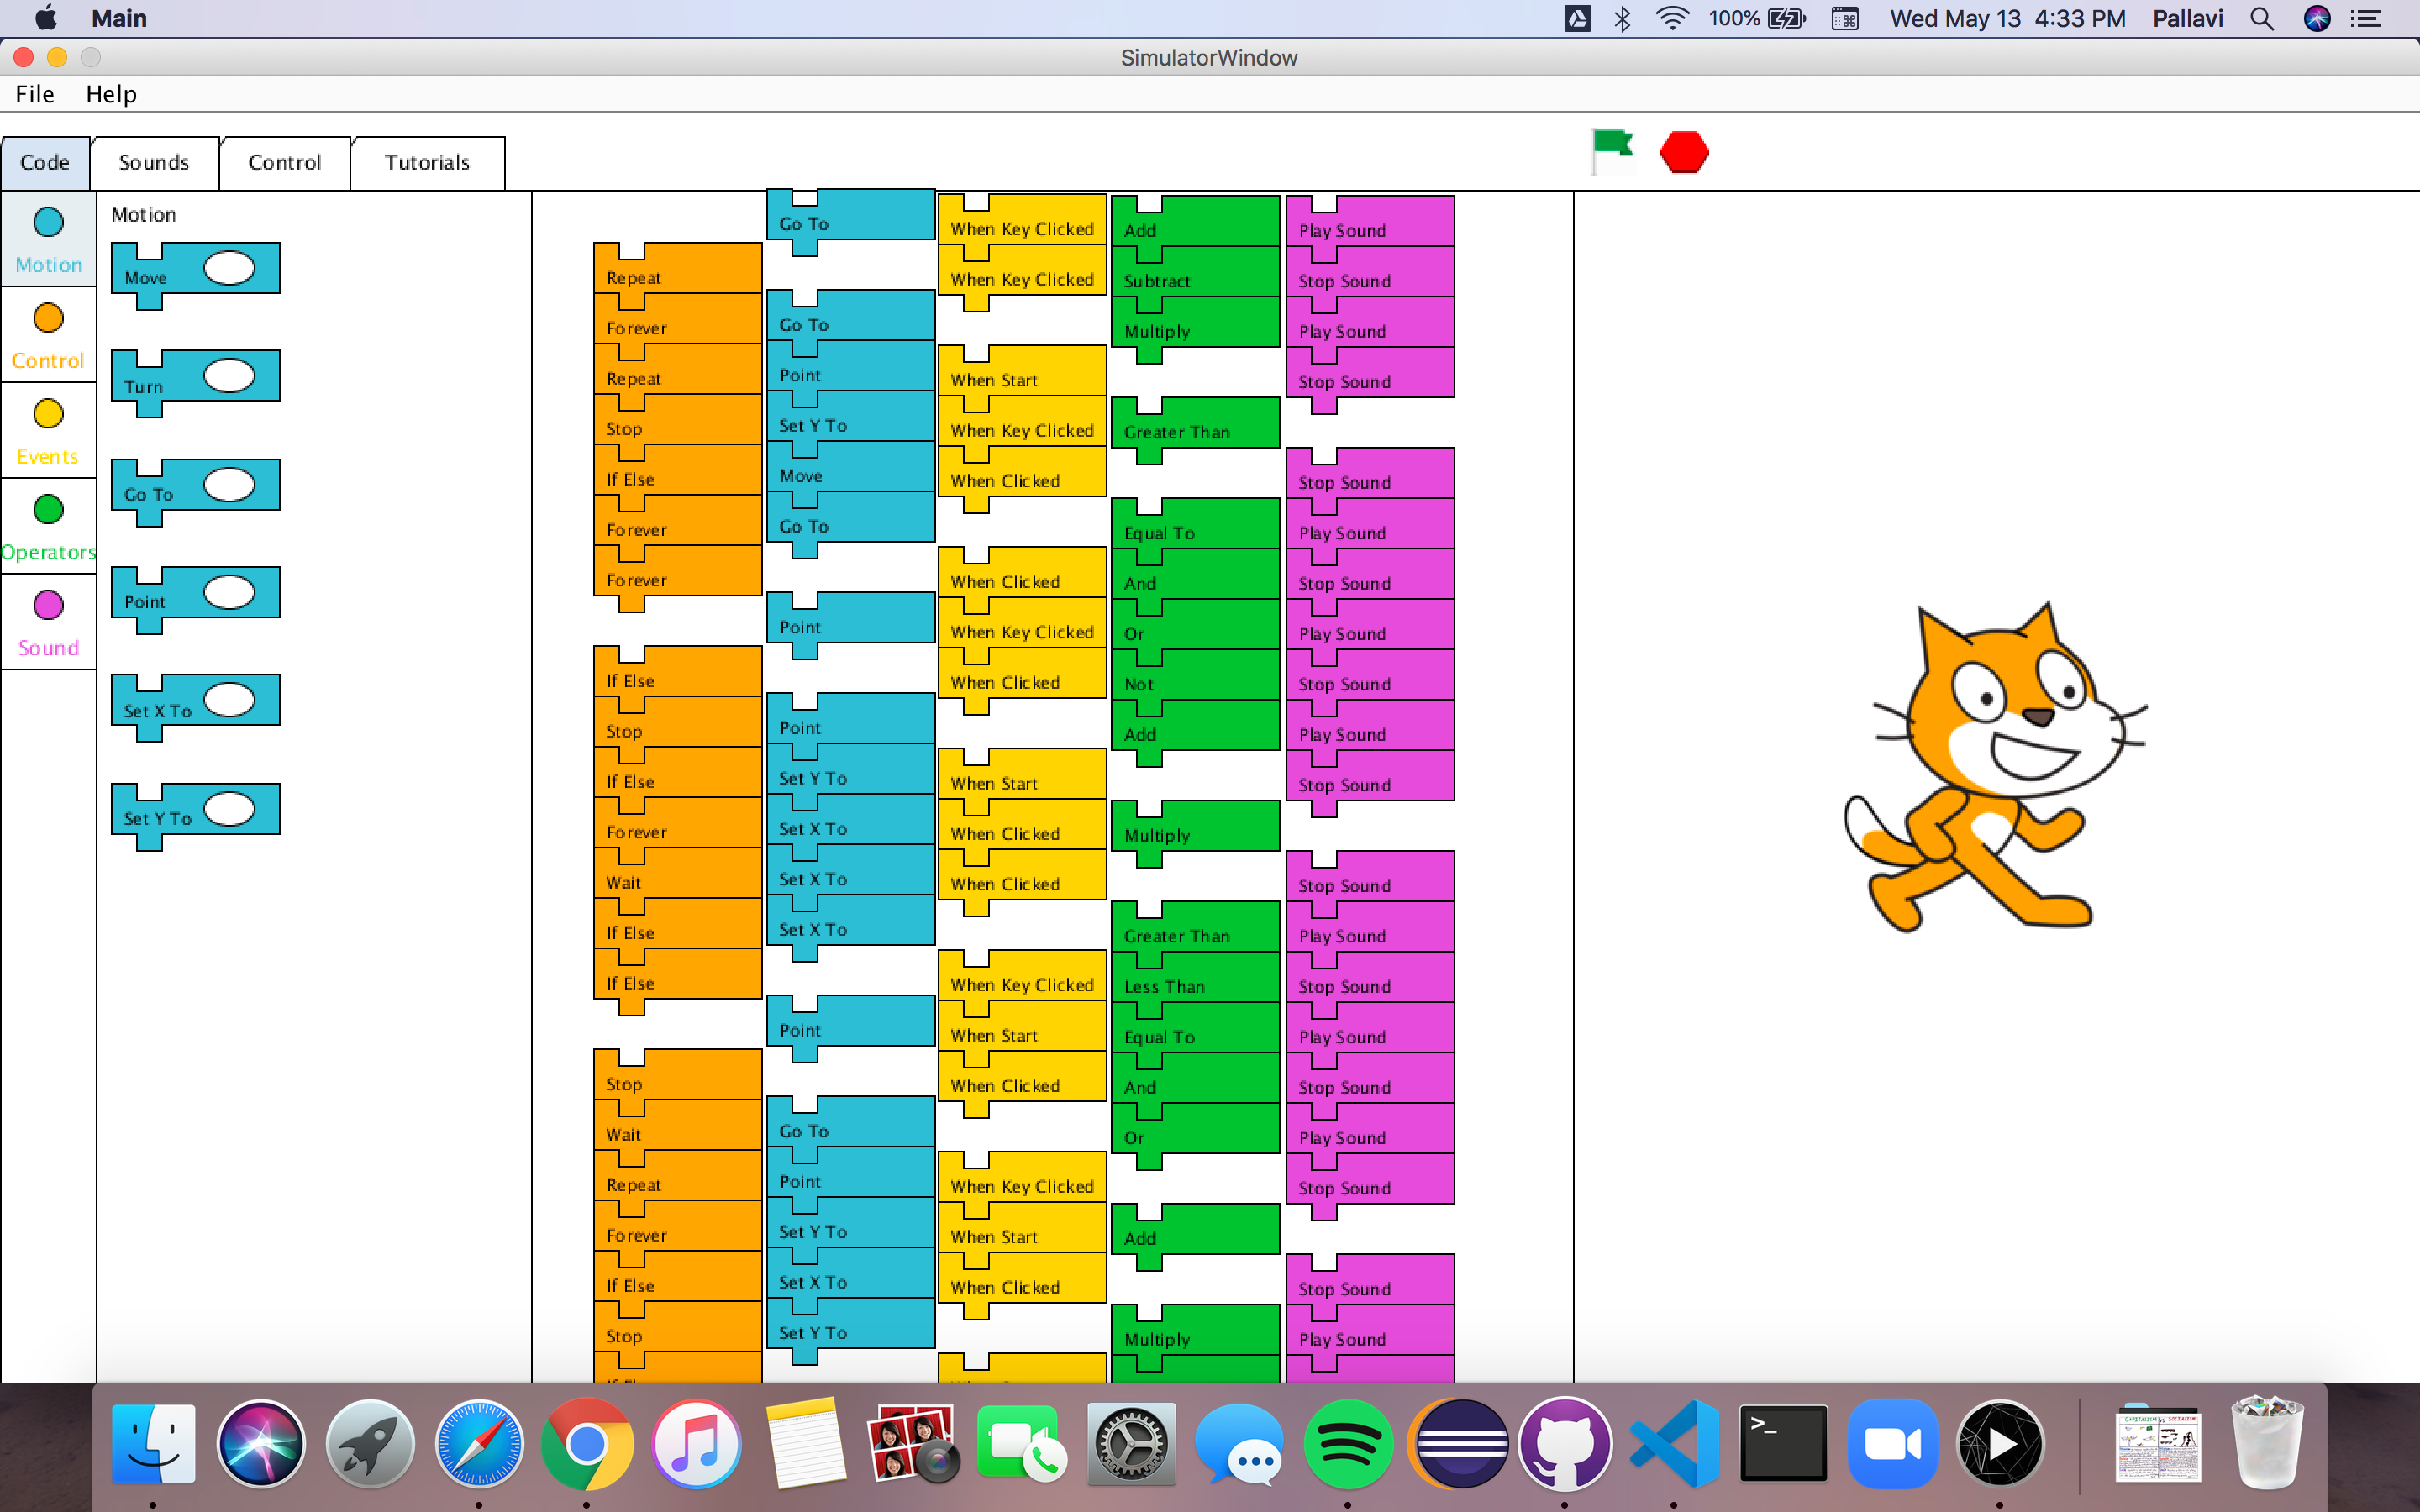 Main
100%
Wed May 13 4:33 PM
Pallavi
SimulatorWindow
File
Help
Code
Sounds
Control
Tutorials
Motion
Control
Events
Operators
Sound
Motion
Move
Turn
Go To
Point
Set X To
Set Y To
Repeat
Forever
Repeat
Stop
If Else
Forever
Forever
If Else
Stop
If Else
Forever
Wait
If Else
If Else
Stop
Wait
Repeat
Forever
If Else
Stop
Go To
Go To
Point
Set Y To
Move
Go To
Point
Point
Set Y To
Set X To
Set X To
Set X To
Point
Go To
Point
Set Y To
Set X To
Set Y To
When Key Clicked
When Key Clicked
When Start
When Key Clicked
When Clicked
When Clicked
When Key Clicked
When Clicked
When Start
When Clicked
When Clicked
When Key Clicked
When Start
When Clicked
When Key Clicked
When Start
When Clicked
Add
Subtract
Multiply
Greater Than
Equal To
And
Or
Not
Add
Multiply
Greater Than
Less Than
Equal To
And
Or
Add
Multiply
Play Sound
Stop Sound
Play Sound
Stop Sound
Stop Sound
Play Sound
Stop Sound
Play Sound
Stop Sound
Play Sound
Stop Sound
Stop Sound
Play Sound
Stop Sound
Play Sound
Stop Sound
Play Sound
Stop Sound
Stop Sound
Play Sound
>_